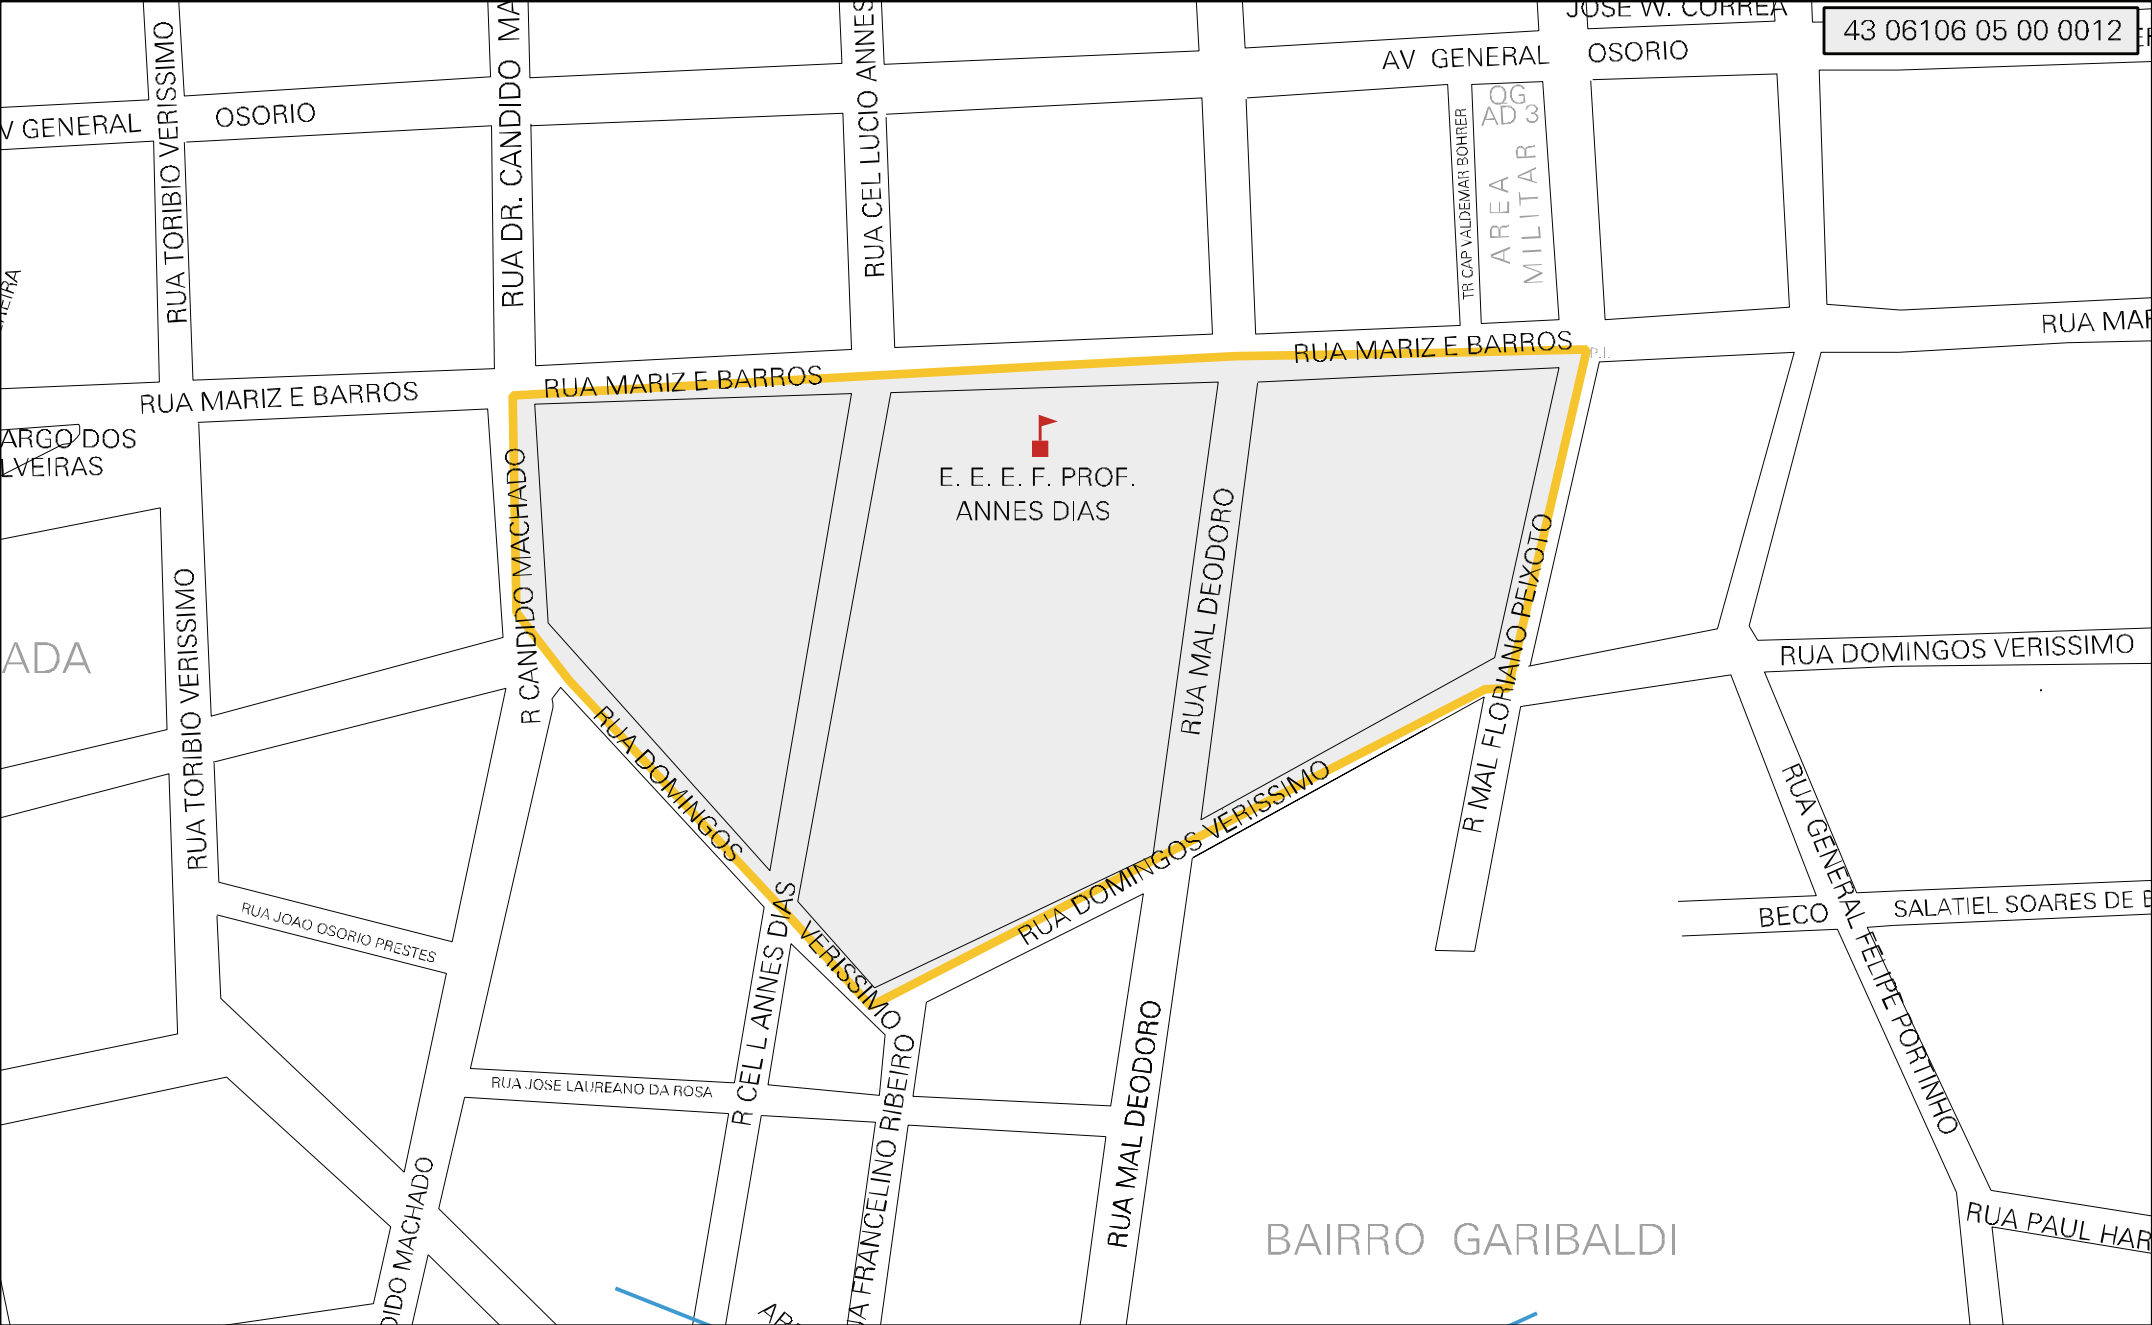 JOSE W. CORREA
43 06106 05 00 0012
AV GENERAL OSORIO
V GENERAL OSORIO
RUA TORIBIO VERISSIMO
RUA DR. CANDIDO MA
RUA CEL LUCIO ANNES
TR CAP VALDEMAR BOHRER
QG
AD 3
AREA
MILITAR
RUA MAR
RUA MARIZ E BARROS
RUA MARIZ E BARROS
RUA MARIZ E BARROS
P.I.
ARGO DOS
LVEIRAS
E. E. E. F. PROF.
ANNES DIAS
R CANDIDO MACHADO
RUA MAL DEODORO
R MAL FLORIANO PEIXOTO
RUA TORIBIO VERISSIMO
ADA
RUA DOMINGOS VERISSIMO
RUA DOMINGOS VERISSIMO
RUA DOMINGOS VERISSIMO
RUA GENERAL FELIPE PORTINHO
BECO SALATIEL SOARES DE
RUA JOAO OSORIO PRESTES
R CEL L ANNES DIAS
RUA JOSE LAUREANO DA ROSA
RUA MAL DEODORO
UA FRANCELINO RIBEIRO
DIDO MACHADO
BAIRRO GARIBALDI
RUA PAUL HAR